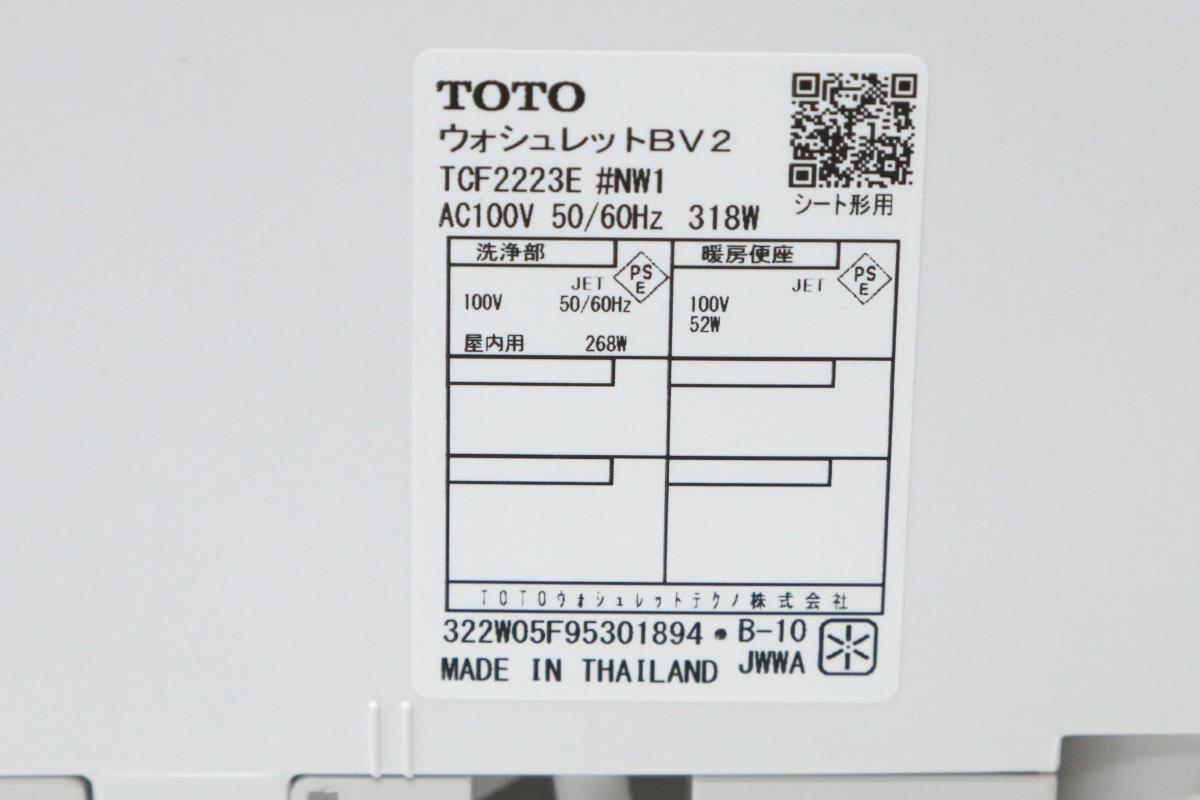 TOTO
ウォシュレットBV2
TCF2223E #NW1
AC100V 50/60Hz 318W
シート形用
洗浄部
JET
PS
E
100V 50/60Hz
屋内用 268W
暖房便座
JET
PS
E
100V
52W
TOTOウォシュレットテクノ株式会社
322W05F95301894・B-10
JWWA
MADE IN THAILAND